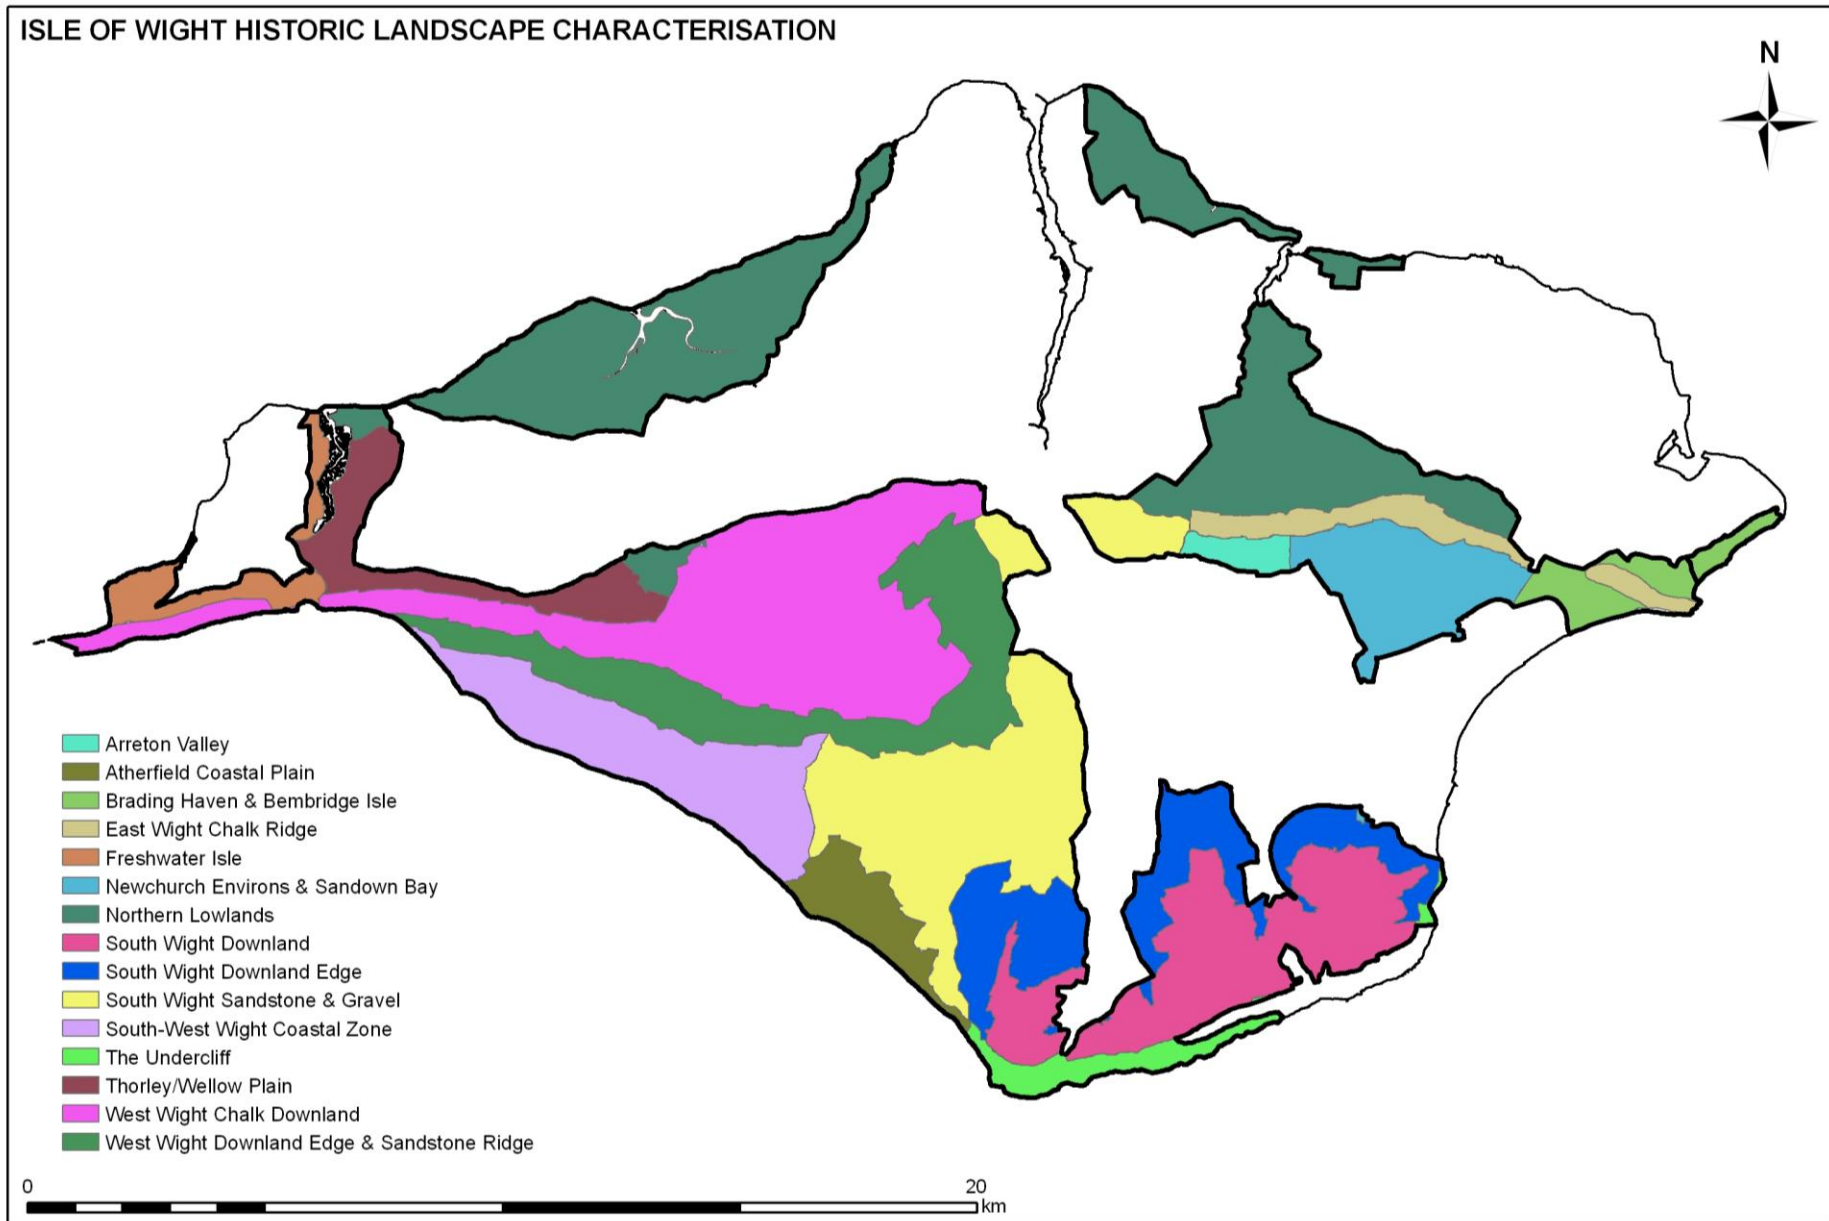 ISLE OF WIGHT HISTORIC LANDSCAPE CHARACTERISATION
N
Arreton Valley
Atherfield Coastal Plain
Brading Haven & Bembridge Isle
East Wight Chalk Ridge
Freshwater Isle
Newchurch Environs & Sandown Bay
Northern Lowlands
South Wight Downland
South Wight Downland Edge
South Wight Sandstone & Gravel
South-West Wight Coastal Zone
The Undercliff
Thorley/Wellow Plain
West Wight Chalk Downland
West Wight Downland Edge & Sandstone Ridge
0 20
km